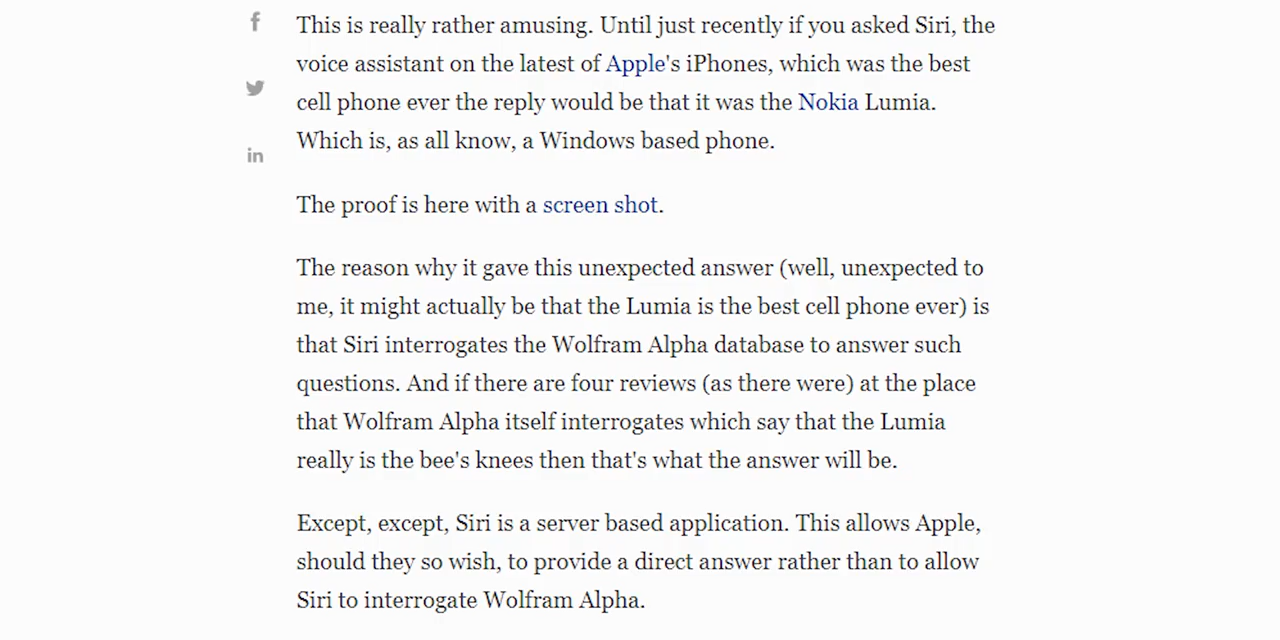 This is really rather amusing. Until just recently if you asked Siri, the
voice assistant on the latest of Apple's iPhones, which was the best
cell phone ever the reply would be that it was the Nokia Lumia.
Which is, as all know, a Windows based phone.
The proof is here with a screen shot.
The reason why it gave this unexpected answer (well, unexpected to
me, it might actually be that the Lumia is the best cell phone ever) is
that Siri interrogates the Wolfram Alpha database to answer such
questions. And if there are four reviews (as there were) at the place
that Wolfram Alpha itself interrogates which say that the Lumia
really is the bee's knees then that's what the answer will be.
Except, except, Siri is a server based application. This allows Apple,
should they so wish, to provide a direct answer rather than to allow
Siri to interrogate Wolfram Alpha.